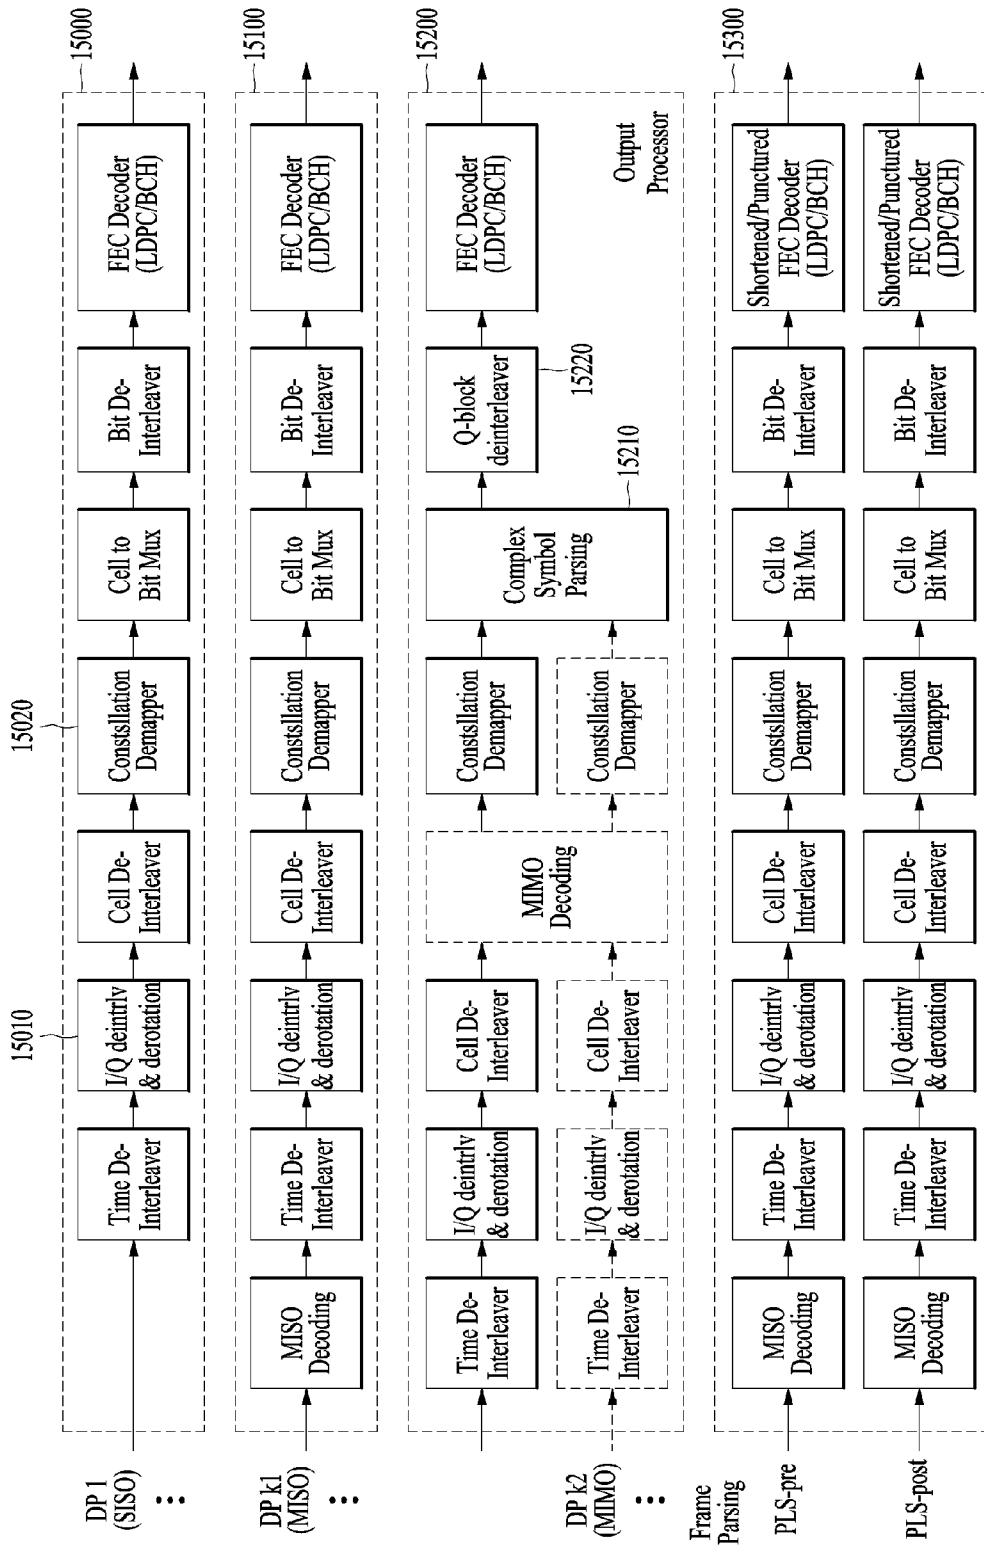 DP 1
(SISO)
Time De-
Interleaver
I/Q deintrlv
& derotation
15010
Cell De-
Interleaver
Constsllation
Demapper
15020
Cell to
Bit Mux
Bit De-
Interleaver
FEC Decoder
(LDPC/BCH)
15000
DP k1
(MISO)
MISO
Decoding
Time De-
Interleaver
I/Q deintrlv
& derotation
Cell De-
Interleaver
Constsllation
Demapper
Cell to
Bit Mux
Bit De-
Interleaver
FEC Decoder
(LDPC/BCH)
15100
DP k2
(MIMO)
Time De-
Interleaver
I/Q deintrlv
& derotation
Cell De-
Interleaver
Time De-
Interleaver
I/Q deintrlv
& derotation
Cell De-
Interleaver
MIMO
Decoding
Constsllation
Demapper
Constsllation
Demapper
Complex
Symbol
Parsing
15210
Q-block
deinterleaver
15220
FEC Decoder
(LDPC/BCH)
15200
Output
Processor
Frame
Parsing
PLS-pre
MISO
Decoding
Time De-
Interleaver
I/Q deintrlv
& derotation
Cell De-
Interleaver
Constsllation
Demapper
Cell to
Bit Mux
Bit De-
Interleaver
Shortened/Punctured
FEC Decoder
(LDPC/BCH)
15300
PLS-post
MISO
Decoding
Time De-
Interleaver
I/Q deintrlv
& derotation
Cell De-
Interleaver
Constsllation
Demapper
Cell to
Bit Mux
Bit De-
Interleaver
Shortened/Punctured
FEC Decoder
(LDPC/BCH)